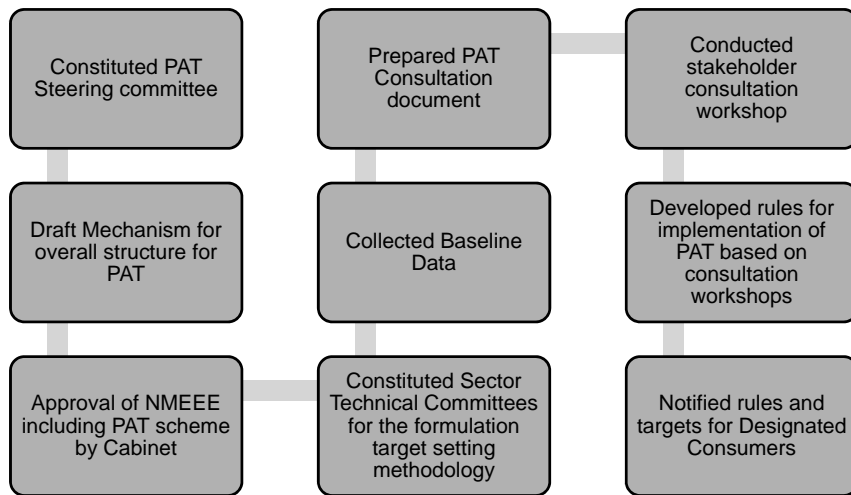 Constituted PAT
Steering committee
Draft Mechanism for
overall structure for
PAT
Approval of NMEEE
including PAT scheme
by Cabinet
Constituted Sector
Technical Committees
for the formulation
target setting
methodology
Collected Baseline
Data
Prepared PAT
Consultation
document
Conducted
stakeholder
consultation
workshop
Developed rules for
implementation of
PAT based on
consultation
workshops
Notified rules and
targets for Designated
Consumers